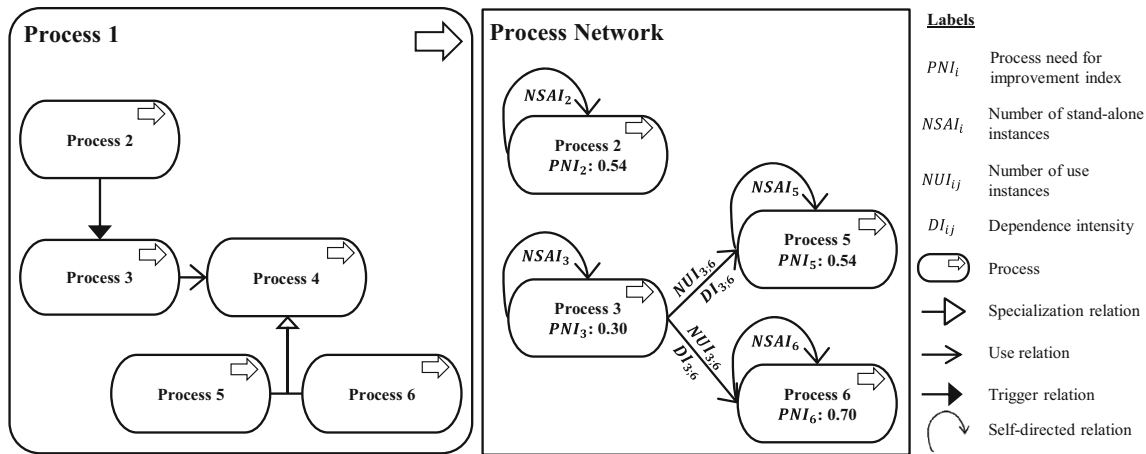 Process 1
Process 2
Process 3
Process 4
Process 5
Process 6
Process Network
NSAI₂
Process 2
PNI₂: 0.54
NSAI₅
Process 5
PNI₅: 0.54
NSAI₃
Process 3
PNI₃: 0.30
NUI₃;₆
DI₃;₆
NUI₃;₆
DI₃;₆
NSAI₆
Process 6
PNI₆: 0.70
Labels
PNIᵢ
Process need for
improvement index
NSAIᵢ
Number of stand-alone
instances
NUIᵢⱼ
Number of use
instances
DIᵢⱼ
Dependence intensity
Process
Specialization relation
Use relation
Trigger relation
Self-directed relation